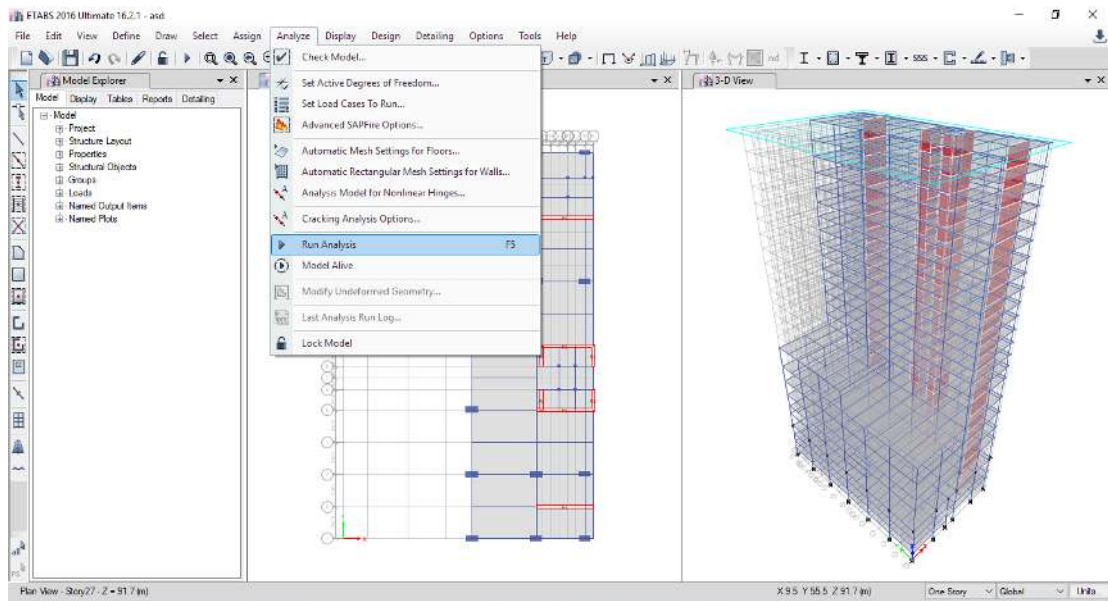 ETABS 2016 Ultimate 16.2.1 - asd
File Edit View Define Draw Select Assign Analyze Display Design Detailing Options Tools Help
Model Explorer
3-D View
Model Display Tables Reports Detailing
Model
Project
Structure Layout
Properties
Structural Objects
Groups
Loads
Named Output Items
Named Plots
Check Model...
Set Active Degrees of Freedom...
Set Load Cases To Run...
Advanced SAPFire Options...
Automatic Mesh Settings for Floors...
Automatic Rectangular Mesh Settings for Walls...
Analysis Model for Nonlinear Hinges...
Cracking Analysis Options...
Run Analysis F5
Model Alive
Modify Undeformed Geometry...
Last Analysis Run Log...
Lock Model
Plan View - Story27 - Z = 91.7 (m)
X 9.5 Y 55.5 Z 91.7 (m)
One Story
Global
Units